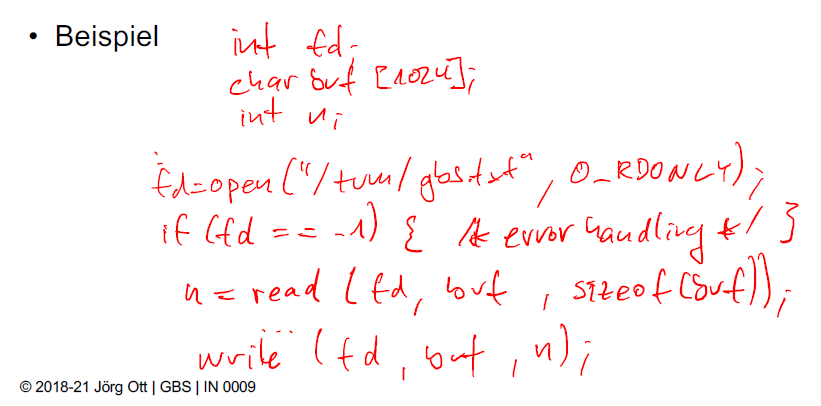 • Beispiel
int fd;
char buf [1024];
int n;
fd=open("/tum/gbs.txt", O_RDONLY);
if (fd == -1) { /* error handling */ }
n = read (fd, buf, sizeof(buf));
...
write (fd, buf, n);
© 2018-21 Jörg Ott | GBS | IN 0009